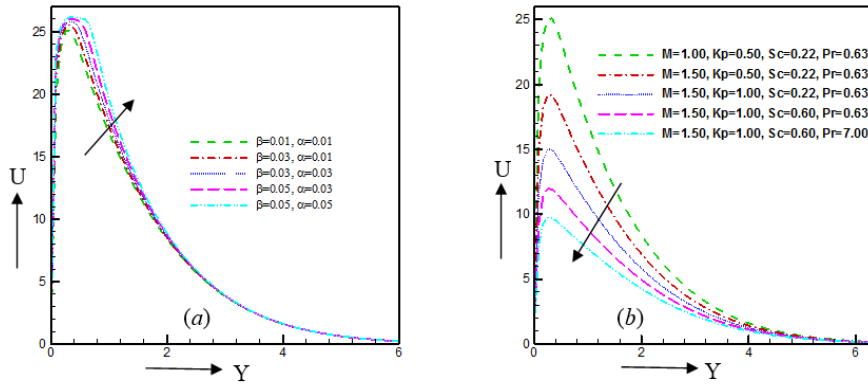 25
20
15
10
5
0
U
β=0.01, α=0.01
β=0.03, α=0.01
β=0.03, α=0.03
β=0.05, α=0.03
β=0.05, α=0.05
(a)
0
2
4
6
Y
25
20
15
10
5
0
U
M=1.00, Kp=0.50, Sc=0.22, Pr=0.63
M=1.50, Kp=0.50, Sc=0.22, Pr=0.63
M=1.50, Kp=1.00, Sc=0.22, Pr=0.63
M=1.50, Kp=1.00, Sc=0.60, Pr=0.63
M=1.50, Kp=1.00, Sc=0.60, Pr=7.00
(b)
0
2
4
6
Y